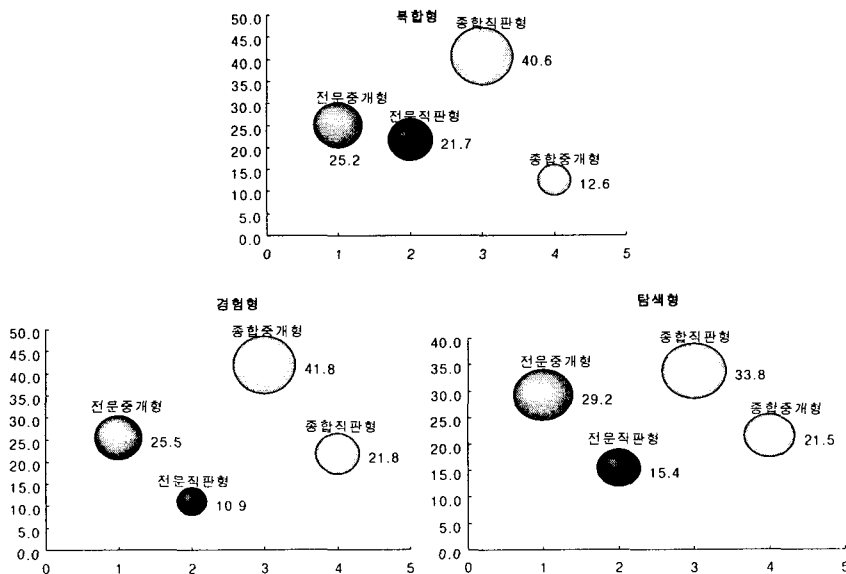 복합형
50.0
45.0
40.0
35.0
30.0
25.0
20.0
15.0
10.0
5.0
0.0
종합직판형
40.6
전문중개형
25.2
전문직판형
21.7
종합중개형
12.6
0 1 2 3 4 5
경험형
50.0
45.0
40.0
35.0
30.0
25.0
20.0
15.0
10.0
5.0
0.0
종합중개형
41.8
전문중개형
25.5
종합직판형
21.8
전문직판형
10.9
1 2 3 4 5
탐색형
40.0
35.0
30.0
25.0
20.0
15.0
10.0
5.0
0.0
종합직판형
33.8
전문중개형
29.2
종합중개형
21.5
전문직판형
15.4
0 1 2 3 4 5